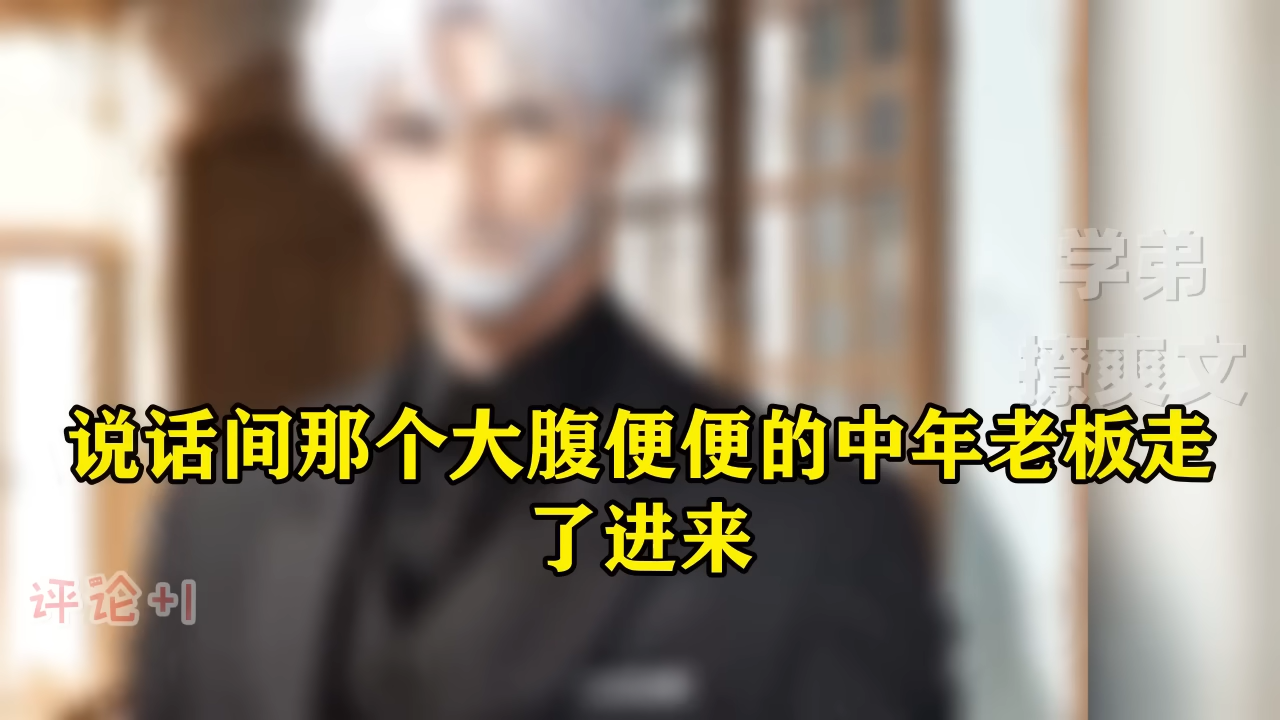 学弟
撩爽文
说话间那个大腹便便的中年老板走
了进来
评论+1